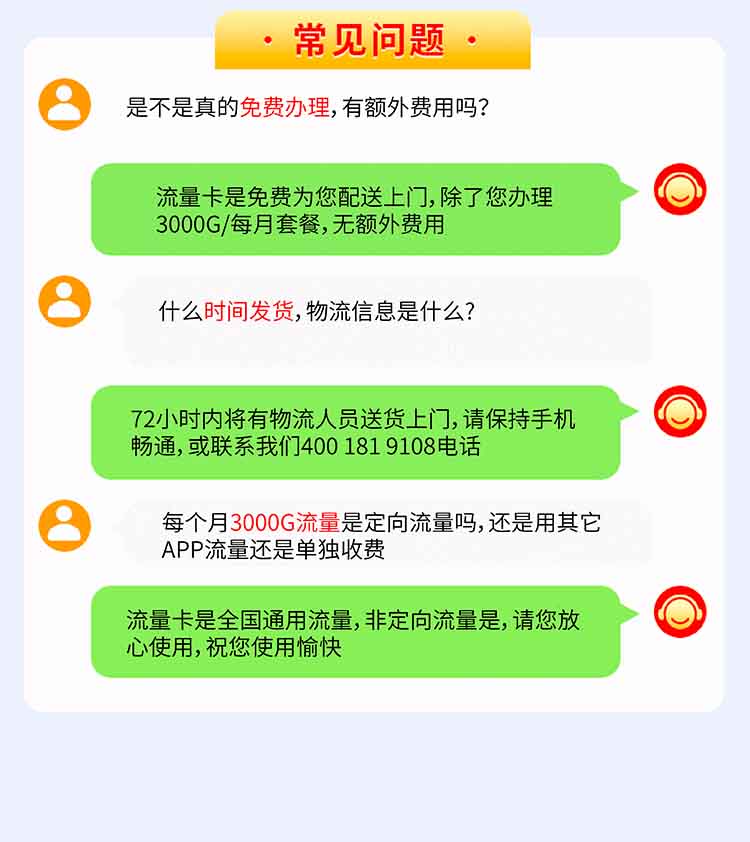 · 常见问题 ·
是不是真的免费办理，有额外费用吗？
流量卡是免费为您配送上门，除了您办理
3000G/每月套餐，无额外费用
什么时间发货，物流信息是什么？
72小时内将有物流人员送货上门，请保持手机
畅通，或联系我们400 181 9108电话
每个月3000G流量是定向流量吗，还是用其它
APP流量还是单独收费
流量卡是全国通用流量，非定向流量是，请您放
心使用，祝您使用愉快